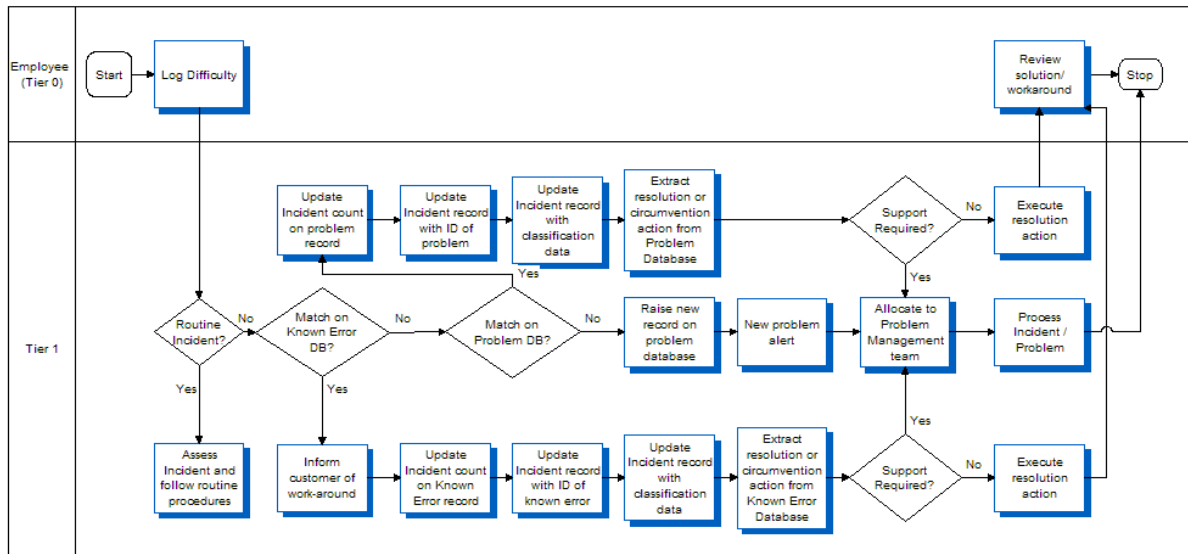 Employee
(Tier 0)
Start
Log Difficulty
Review
solution/
workaround
Stop
Tier 1
Update
Incident count
on problem
record
Update
Incident record
with ID of
problem
Update
Incident record
with
classification
data
Extract
resolution or
circumvention
action from
Problem
Database
Support
Required?
No
Execute
resolution
action
Yes
Yes
Routine
Incident?
No
Match on
Known Error
DB?
No
Match on
Problem DB?
No
Raise new
record on
problem
database
New problem
alert
Allocate to
Problem
Management
team
Process
Incident /
Problem
Yes
Yes
Yes
Assess
Incident and
follow routine
procedures
Inform
customer of
work-around
Update
Incident count
on Known
Error record
Update
Incident record
with ID of
known error
Update
Incident record
with
classification
data
Extract
resolution or
circumvention
action from
Known Error
Database
Support
Required?
No
Execute
resolution
action